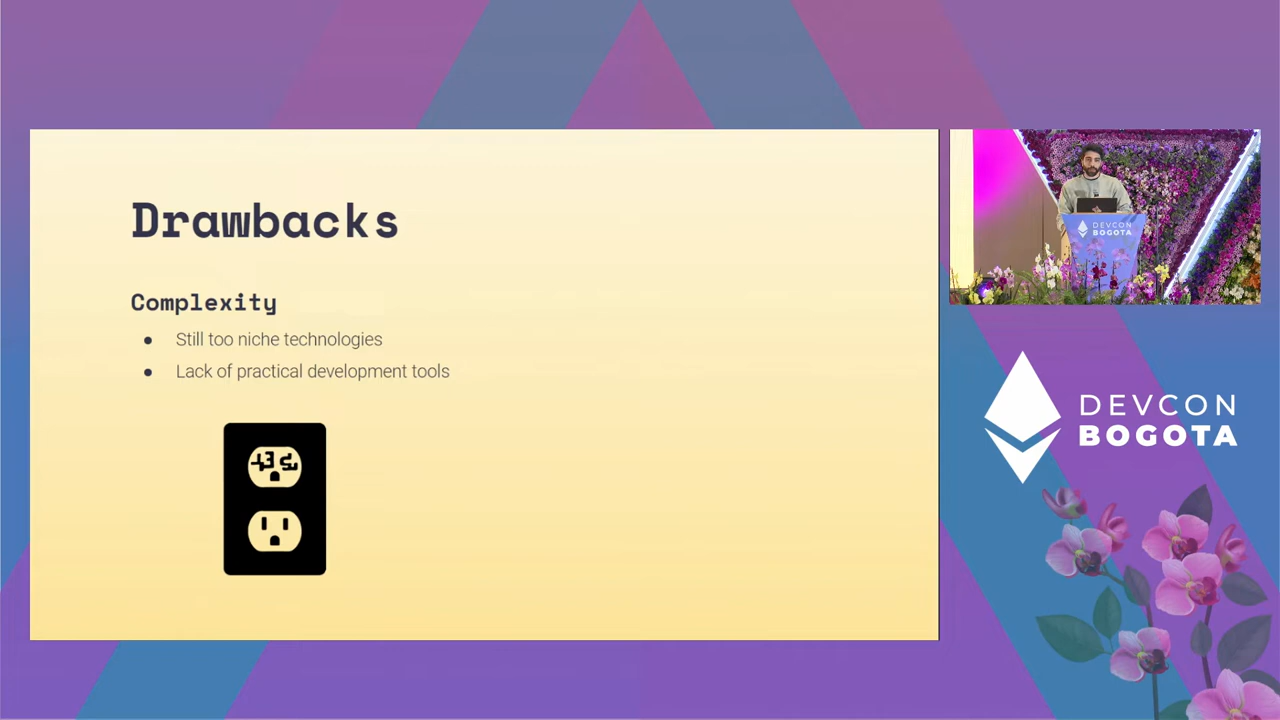 Drawbacks
Complexity
● Still too niche technologies
● Lack of practical development tools
DEVCON
BOGOTA
DEVCON
BOGOTA